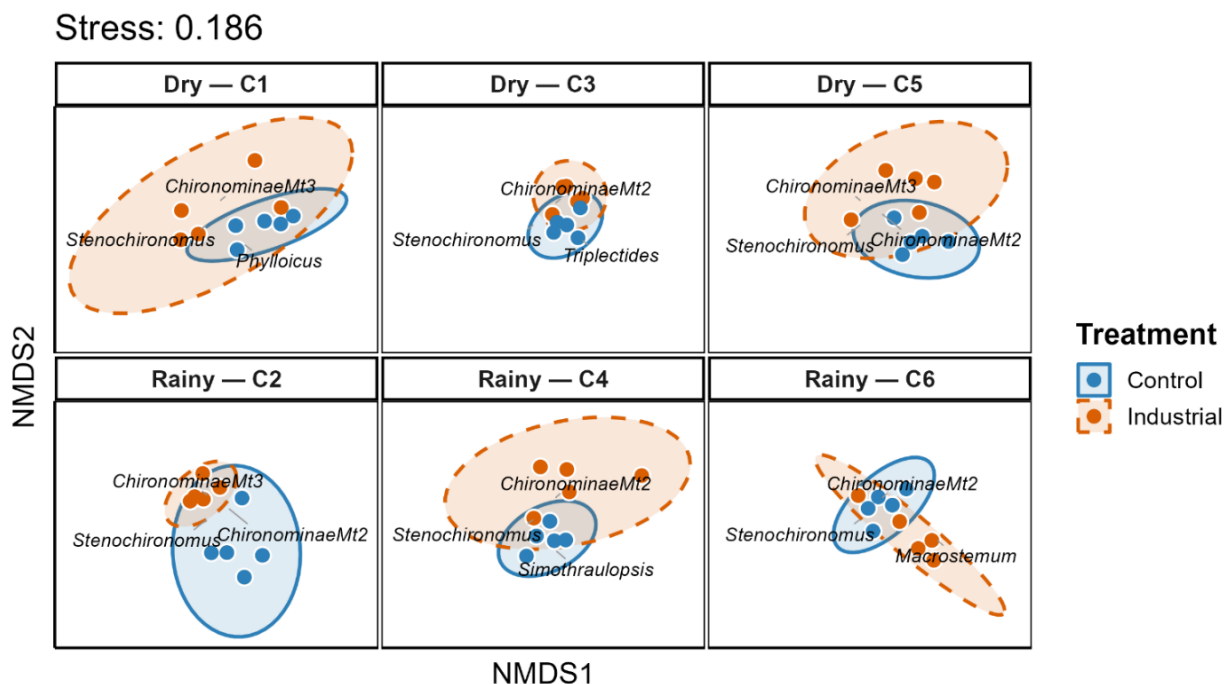 Stress: 0.186
Dry — C1
Dry — C3
Dry — C5
ChironominaeMt3
Stenochironomus
Phylloicus
ChironominaeMt2
Stenochironomus
Triplectides
ChironominaeMt3
Stenochironomus
ChironominaeMt2
Rainy — C2
Rainy — C4
Rainy — C6
ChironominaeMt3
Stenochironomus
ChironominaeMt2
ChironominaeMt2
Stenochironomus
Simothraulopsis
ChironominaeMt2
Stenochironomus
Macrostemum
NMDS2
NMDS1
Treatment
Control
Industrial